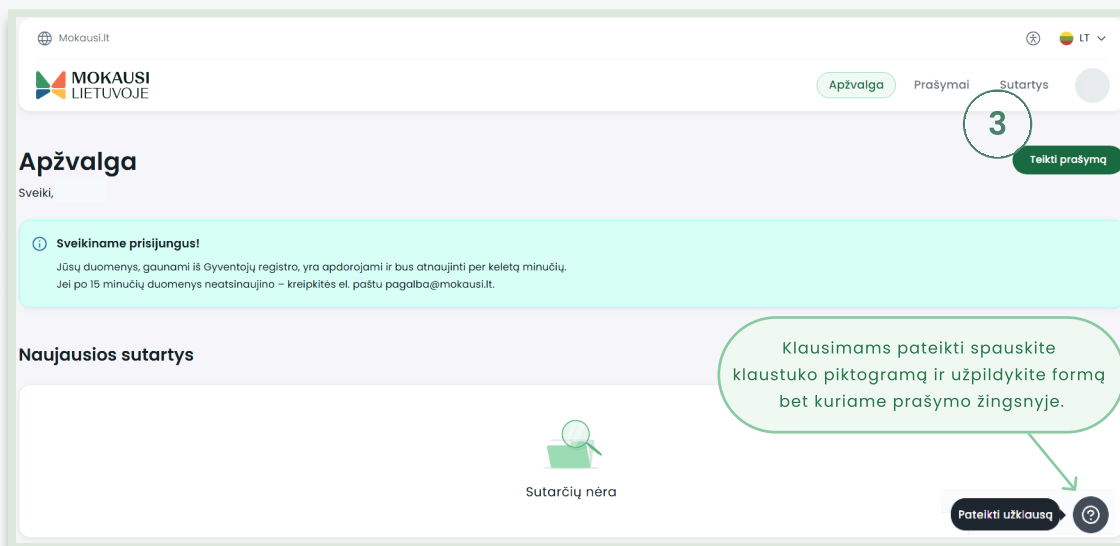 Mokausi.lt
LT
MOKAUSI
LIETUVOJE
Apžvalga
Prašymai
Sutartys
3
Apžvalga
Teikti prašymą
Sveiki,
Sveikiname prisijungus!
Jūsų duomenys, gaunami iš Gyventojų registro, yra apdorojami ir bus atnaujinti per keletą minučių.
Jei po 15 minučių duomenys neatsinaujino – kreipkitės el. paštu pagalba@mokausi.lt.
Naujausios sutartys
Klausimams pateikti spauskite
klaustuko piktogramą ir užpildykite formą
bet kuriame prašymo žingsnyje.
Sutarčių nėra
Pateikti užklausą